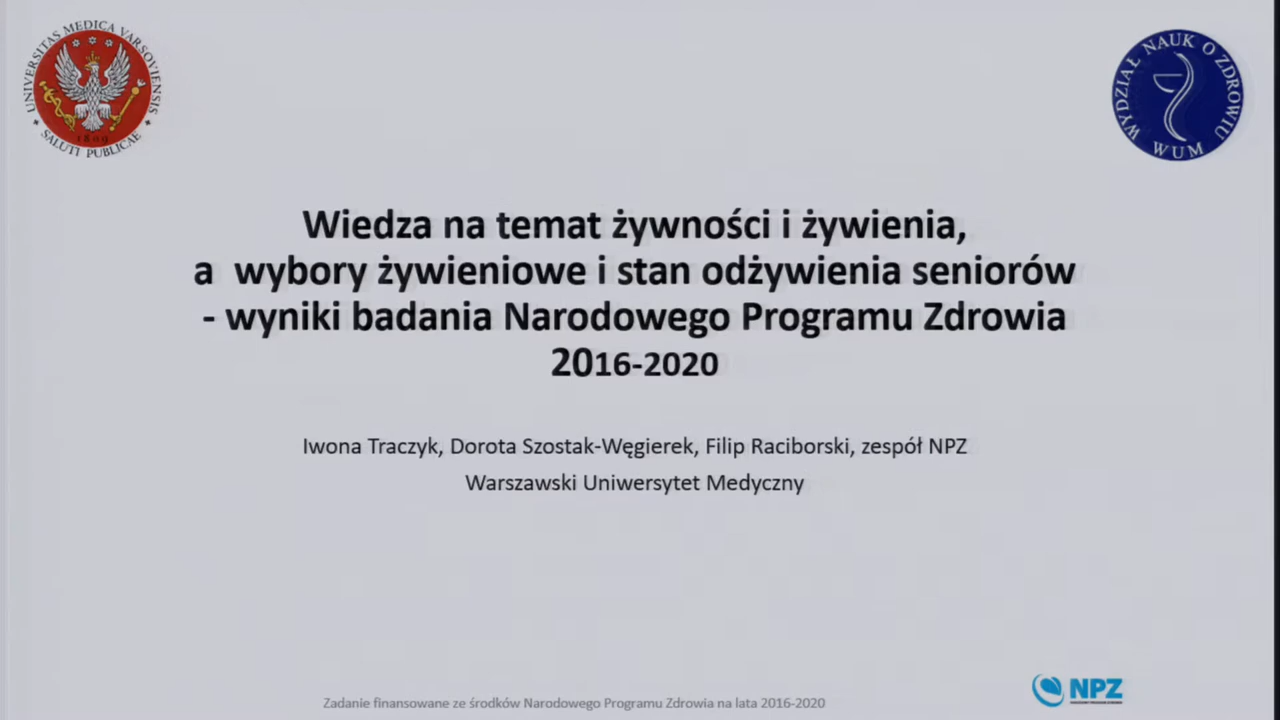 UNIVERSITAS MEDICA VARSOVIENSIS
1809
SALUTI PUBLICAE
WYDZIAŁ NAUK O ZDROWIU
WUM
Wiedza na temat żywności i żywienia,
a wybory żywieniowe i stan odżywienia seniorów
- wyniki badania Narodowego Programu Zdrowia
2016-2020
Iwona Traczyk, Dorota Szostak-Węgierek, Filip Raciborski, zespół NPZ
Warszawski Uniwersytet Medyczny
Zadanie finansowane ze środków Narodowego Programu Zdrowia na lata 2016-2020
NPZ